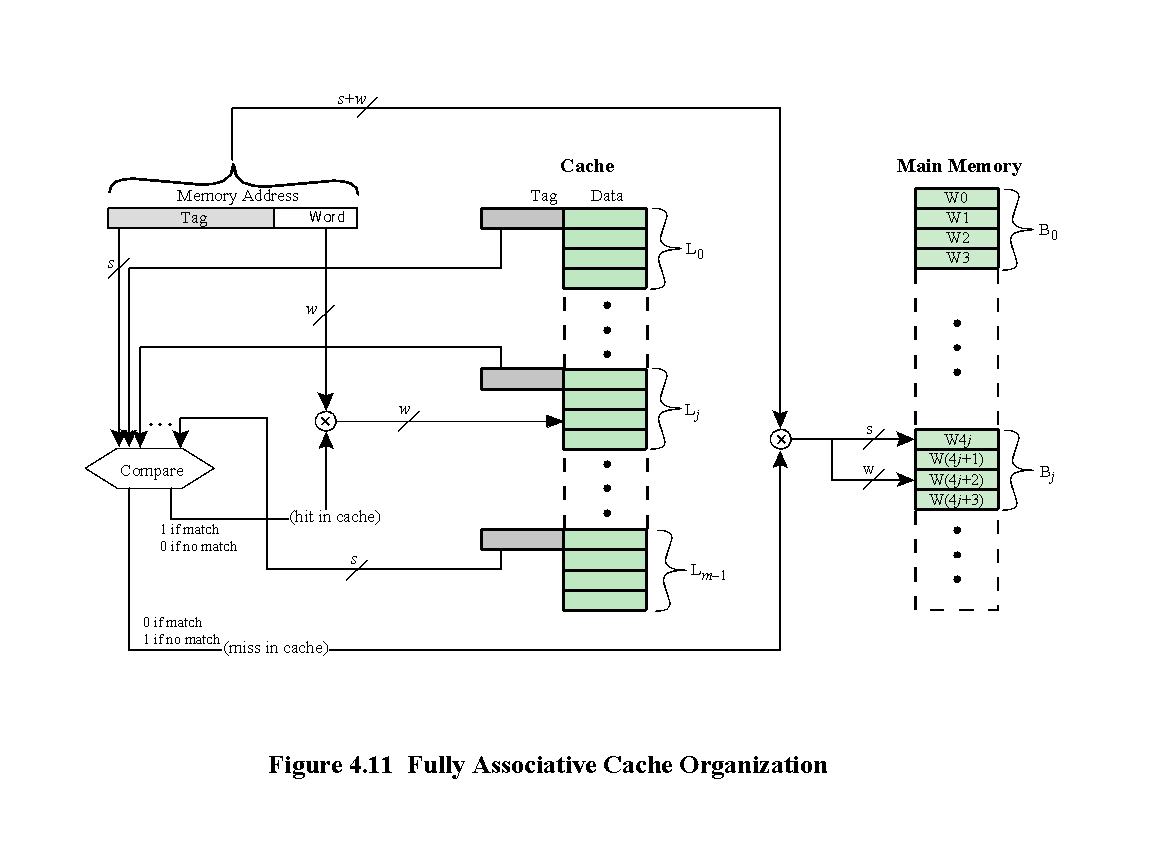 s+w
Cache
Main Memory
Memory Address
Tag Data
Tag Word
W0
W1
W2
W3
B0
L0
s
w
Lj
w
s
W4j
W(4j+1)
W(4j+2)
W(4j+3)
w
Bj
...
Compare
(hit in cache)
1 if match
0 if no match
s
Lm–1
0 if match
1 if no match
(miss in cache)
Figure 4.11 Fully Associative Cache Organization